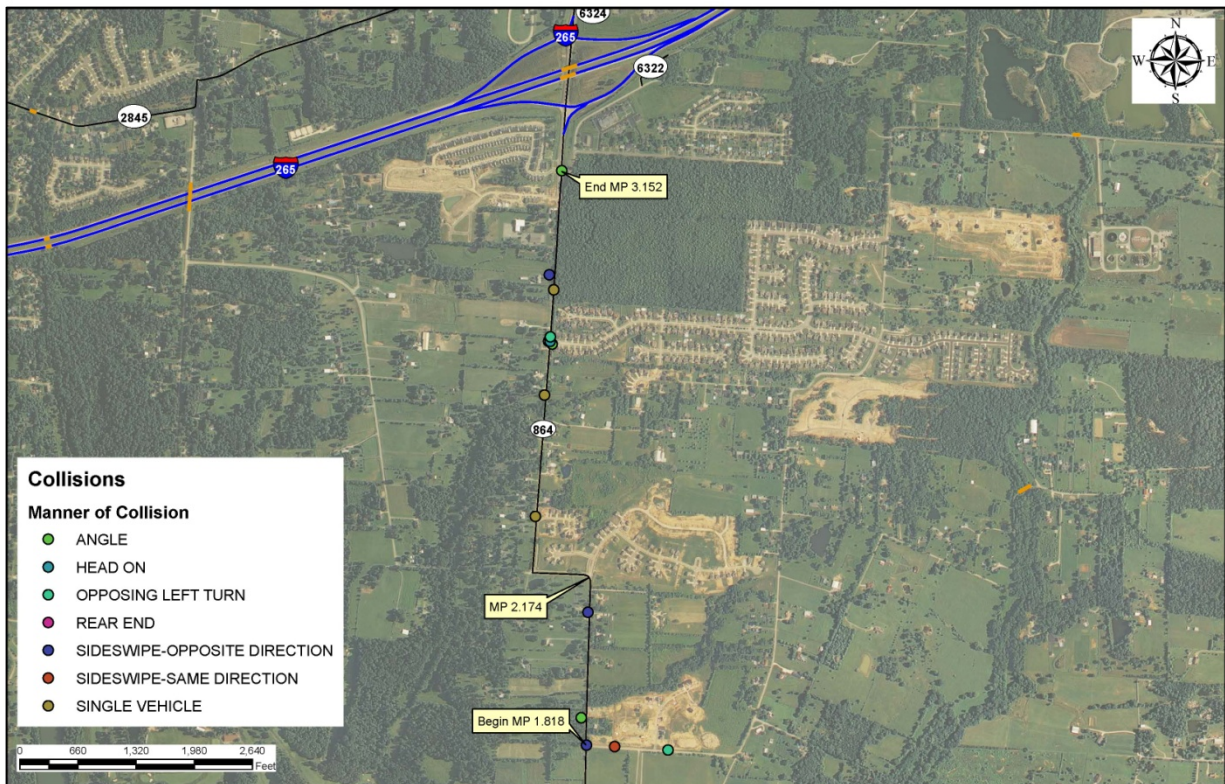 6324
265
6322
N
W E
S
2845
265
End MP 3.152
864
MP 2.174
Begin MP 1.818
Collisions
Manner of Collision
ANGLE
HEAD ON
OPPOSING LEFT TURN
REAR END
SIDESWIPE-OPPOSITE DIRECTION
SIDESWIPE-SAME DIRECTION
SINGLE VEHICLE
0 660 1,320 1,980 2,640
Feet